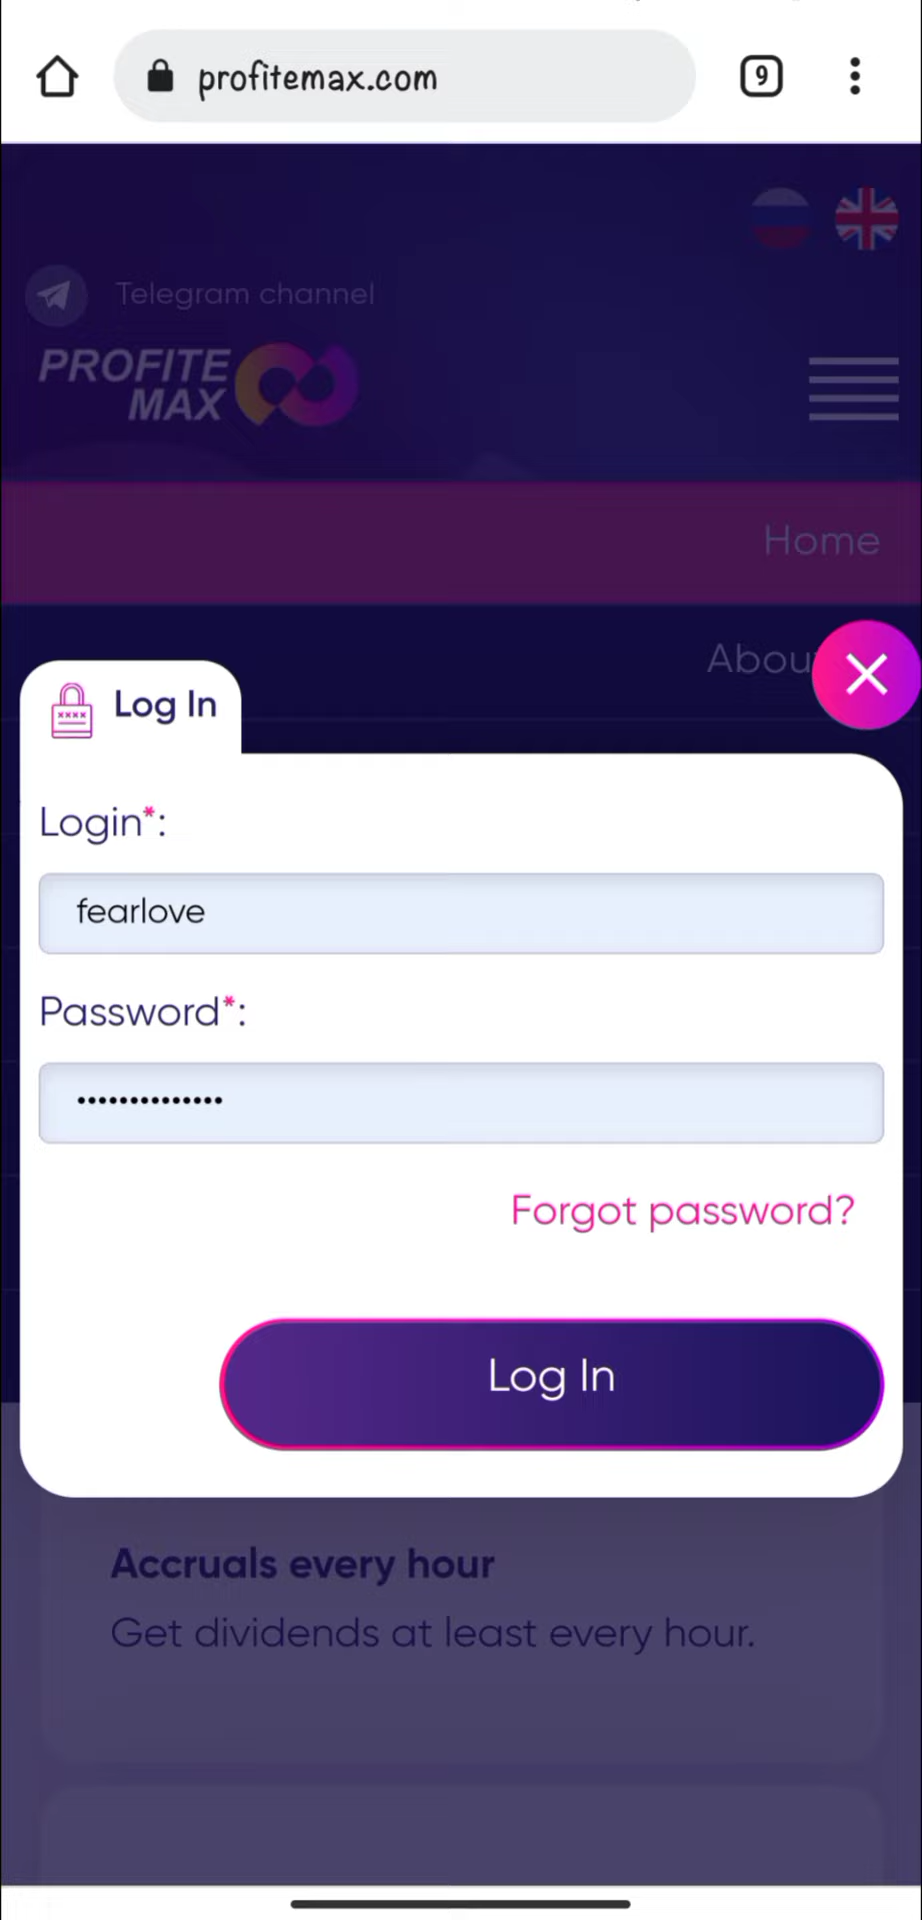 profitemax.com
9
Telegram channel
PROFITE
MAX
Home
Abou
Log In
Login*:
fearlove
Password*:
••••••••••••••
Forgot password?
Log In
Accruals every hour
Get dividends at least every hour.